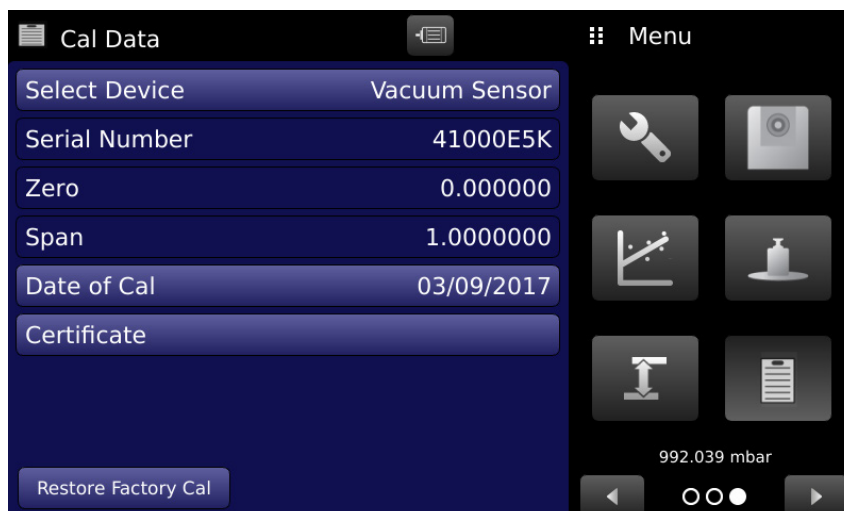 Cal Data
Menu
Select Device Vacuum Sensor
Serial Number 41000E5K
Zero 0.000000
Span 1.0000000
Date of Cal 03/09/2017
Certificate
Restore Factory Cal
992.039 mbar